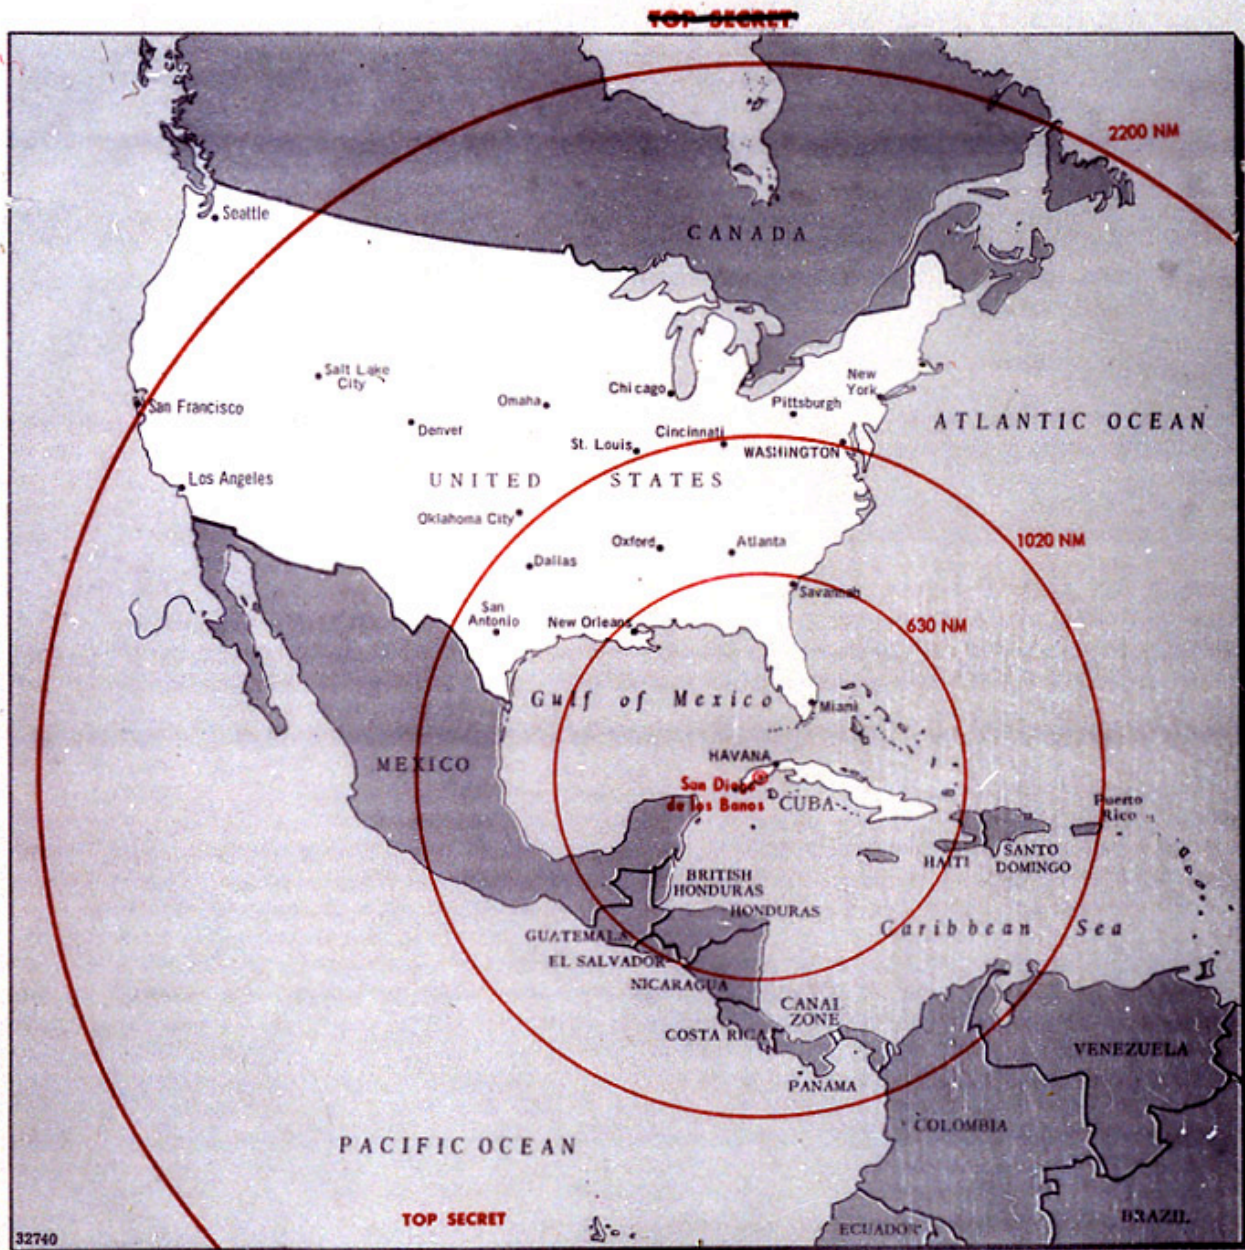 TOP SECRET
2200 NM
Seattle
CANADA
Salt Lake
City
San Francisco
Denver
Omaha
Chicago
New
York
Pittsburgh
ATLANTIC OCEAN
St. Louis
Cincinnati
WASHINGTON
Los Angeles
UNITED STATES
Oklahoma City
Oxford
Atlanta
1020 NM
Dallas
San
Antonio
New Orleans
Savannah
630 NM
Gulf of Mexico
Miami
MEXICO
HAVANA
San Diego
de los Banos
CUBA
Puerto
Rico
HAITI
SANTO
DOMINGO
BRITISH
HONDURAS
HONDURAS
GUATEMALA
EL SALVADOR
NICARAGUA
Caribbean Sea
CANAL
ZONE
COSTA RICA
PANAMA
VENEZUELA
COLOMBIA
PACIFIC OCEAN
TOP SECRET
ECUADOR
BRAZIL
32740